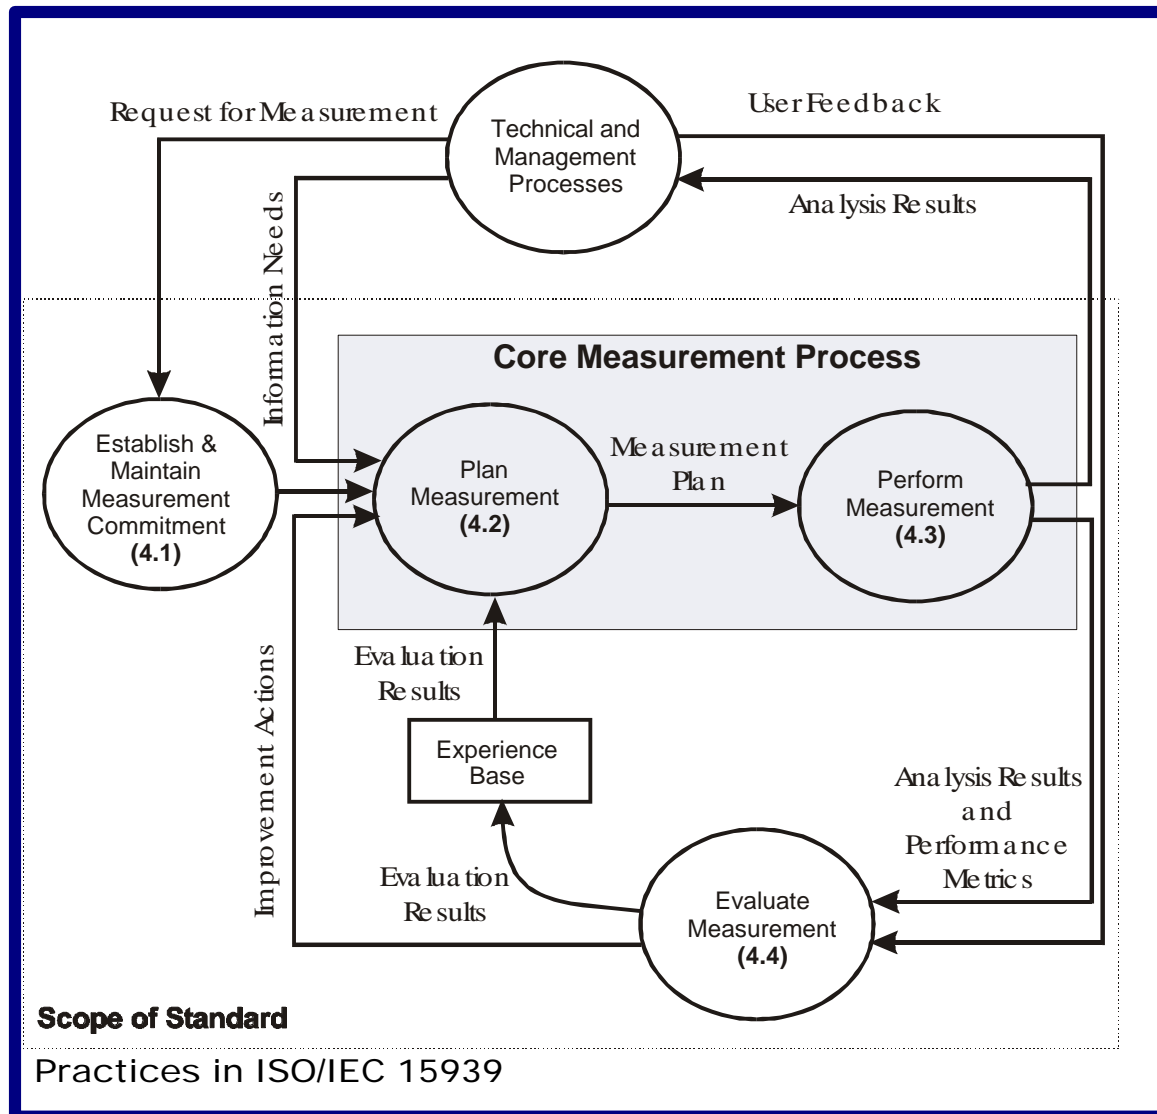 Request for Measurement
User Feedback
Technical and
Management
Processes
Analysis Results
Information Needs
Core Measurement Process
Establish &
Maintain
Measurement
Commitment
(4.1)
Plan
Measurement
(4.2)
Measurement
Plan
Perform
Measurement
(4.3)
Evaluation
Results
Improvement Actions
Experience
Base
Analysis Results
and
Performance
Metrics
Evaluation
Results
Evaluate
Measurement
(4.4)
Scope of Standard
Practices in ISO/IEC 15939